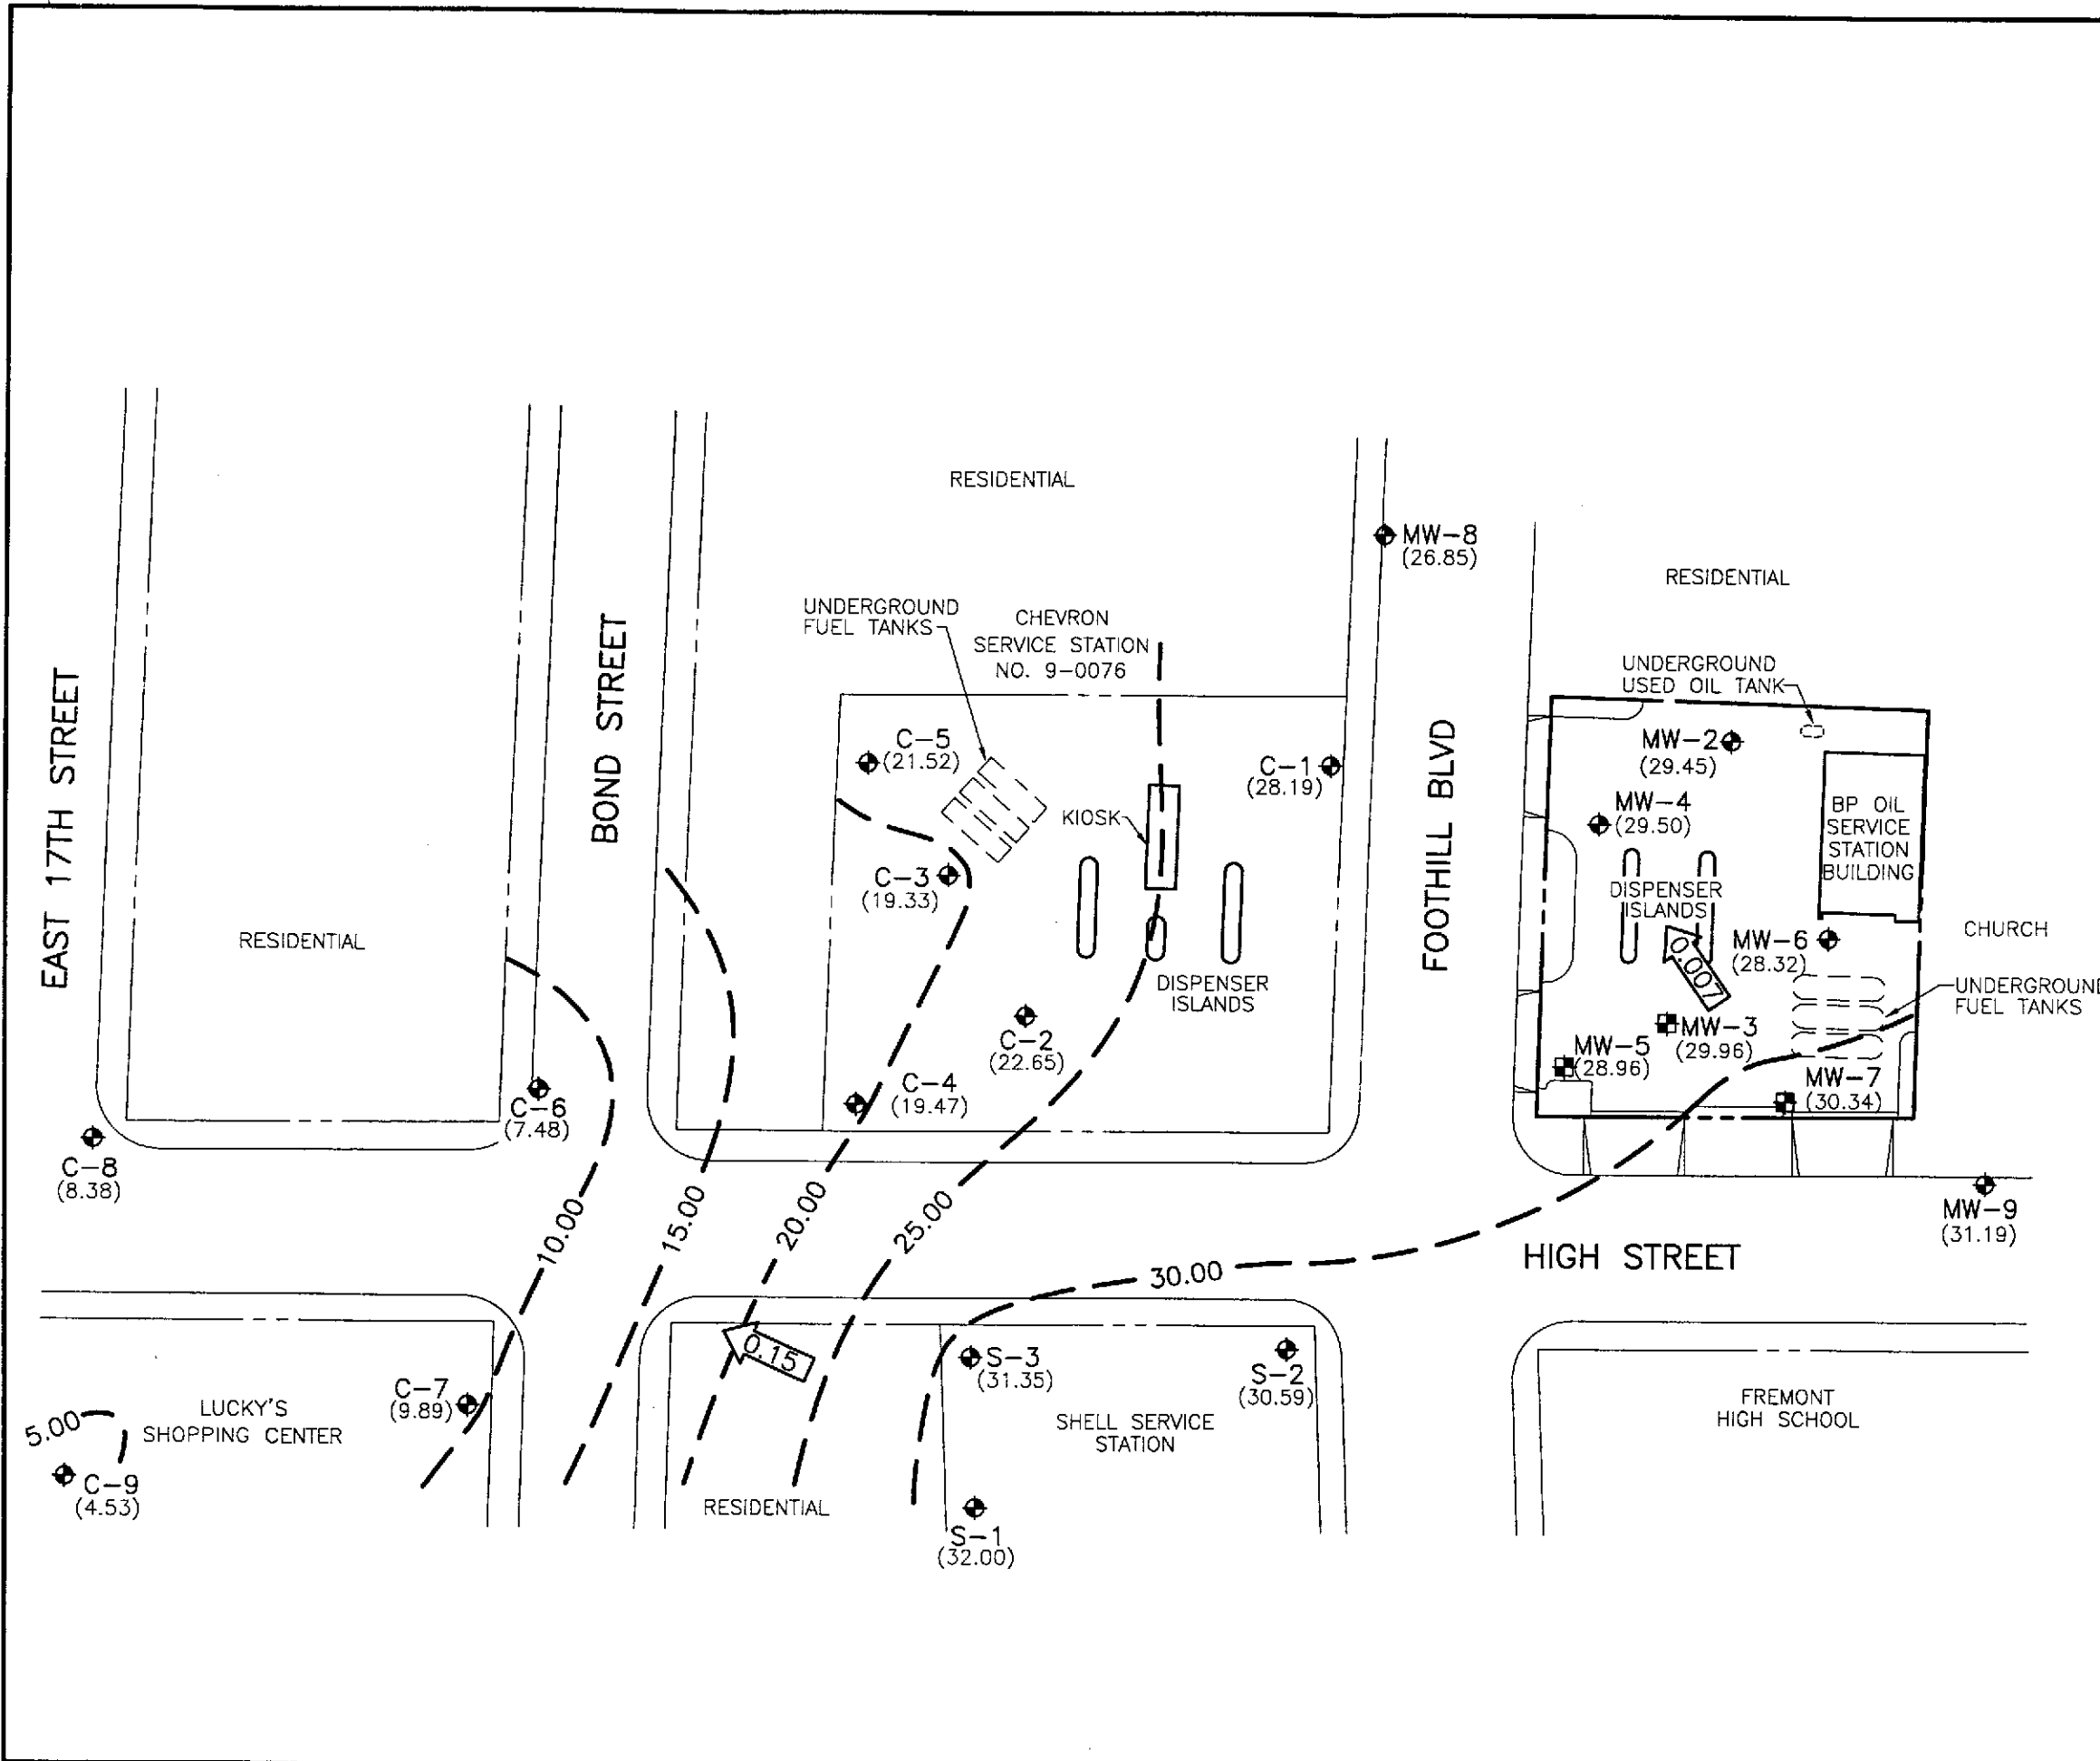 RESIDENTIAL
MW-8
(26.85)
RESIDENTIAL
UNDERGROUND
FUEL TANKS
CHEVRON
SERVICE STATION
NO. 9-0076
UNDERGROUND
USED OIL TANK
EAST 17TH STREET
BOND STREET
FOOTHILL BLVD
C-5
(21.52)
C-1
(28.19)
MW-2
(29.45)
KIOSK
MW-4
(29.50)
BP OIL
SERVICE
STATION
BUILDING
C-3
(19.33)
DISPENSER
ISLANDS
RESIDENTIAL
MW-6
(28.32)
CHURCH
0.007
DISPENSER
ISLANDS
UNDERGROUND
FUEL TANKS
C-2
(22.65)
MW-3
(29.96)
MW-5
(28.96)
MW-7
(30.34)
C-4
(19.47)
C-6
(7.48)
C-8
(8.38)
10.00
15.00
20.00
25.00
30.00
MW-9
(31.19)
HIGH STREET
0.15
S-3
(31.35)
S-2
(30.59)
C-7
(9.89)
LUCKY'S
SHOPPING CENTER
5.00
SHELL SERVICE
STATION
FREMONT
HIGH SCHOOL
C-9
(4.53)
RESIDENTIAL
S-1
(32.00)